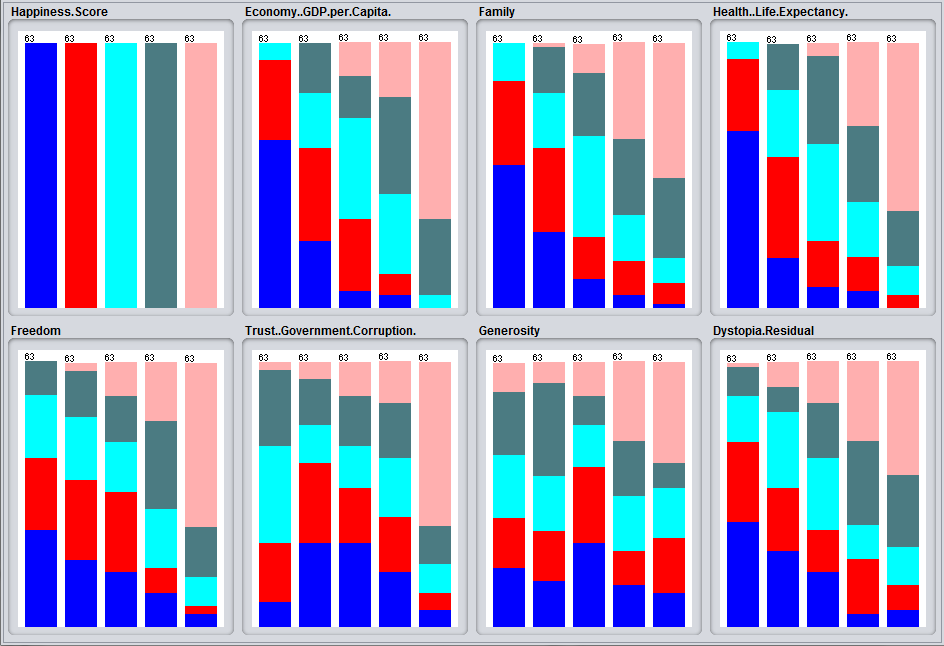 Happiness.Score
63 63 63 63 63
Economy..GDP.per.Capita.
63 63 63 63 63
Family
63 63 63 63 63
Health..Life.Expectancy.
63 63 63 63 63
Freedom
63 63 63 63 63
Trust..Government.Corruption.
63 63 63 63 63
Generosity
63 63 63 63 63
Dystopia.Residual
63 63 63 63 63